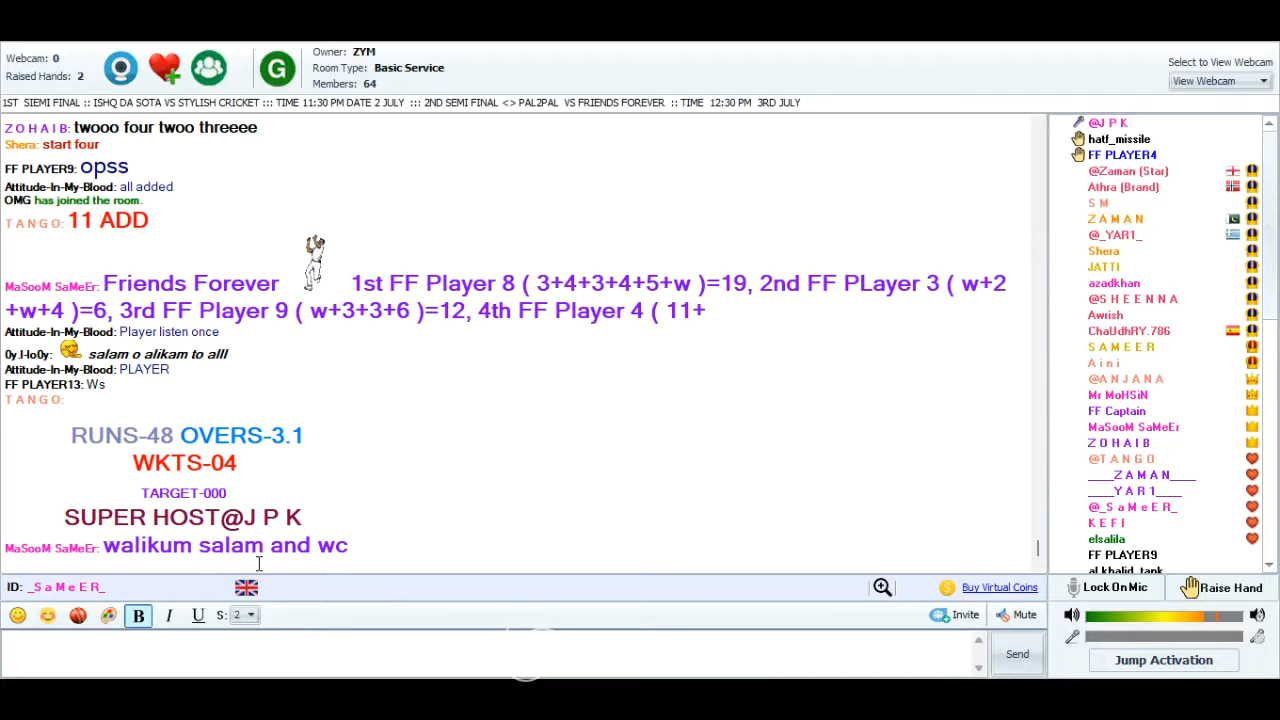 Webcam: 0
Raised Hands: 2
G
Owner: ZYM
Room Type: Basic Service
Members: 64
Select to View Webcam
View Webcam
1ST SIEMI FINAL :: ISHQ DA SOTA VS STYLISH CRICKET ::: TIME 11:30 PM DATE 2 JULY ::: 2ND SEMI FINAL <> PAL2PAL VS FRIENDS FOREVER :: TIME 12:30 PM 3RD JULY
Z O H A I B: twooo four twoo threeee
Shera: start four
FF PLAYER9: opss
Attitude-In-My-Blood: all added
OMG has joined the room.
T A N G O: 11 ADD
MaSooM SaMeEr: Friends Forever 1st FF Player 8 ( 3+4+3+4+5+w )=19, 2nd FF PLayer 3 ( w+2
+w+4 )=6, 3rd FF Player 9 ( w+3+3+6 )=12, 4th FF Player 4 ( 11+
Attitude-In-My-Blood: Player listen once
salam o alikam to alll
Attitude-In-My-Blood: PLAYER
FF PLAYER13: Ws
T A N G O:
RUNS-48 OVERS-3.1
WKTS-04
TARGET-000
SUPER HOST@J P K
MaSooM SaMeEr: walikum salam and wc
@J P K
hatf_missile
FF PLAYER4
@Zaman (Star)
Athra (Brand)
S M
Z A M A N
@_YAR1_
Shera
JATTI
azadkhan
@S H E E N N A
Awrish
ChaUdhRY.786
S A M E E R
A i n i
@A N J A N A
Mr MoHSiN
FF Captain
MaSooM SaMeEr
Z O H A I B
@T A N G O
____Z A M A N____
____Y A R 1____
@_S a M e E R_
K E F I
elsalila
FF PLAYER9
al khalid tank
ID: _S a M e E R_
Buy Virtual Coins
Lock On Mic
Raise Hand
B I U S: 2
Invite
Mute
Send
Jump Activation